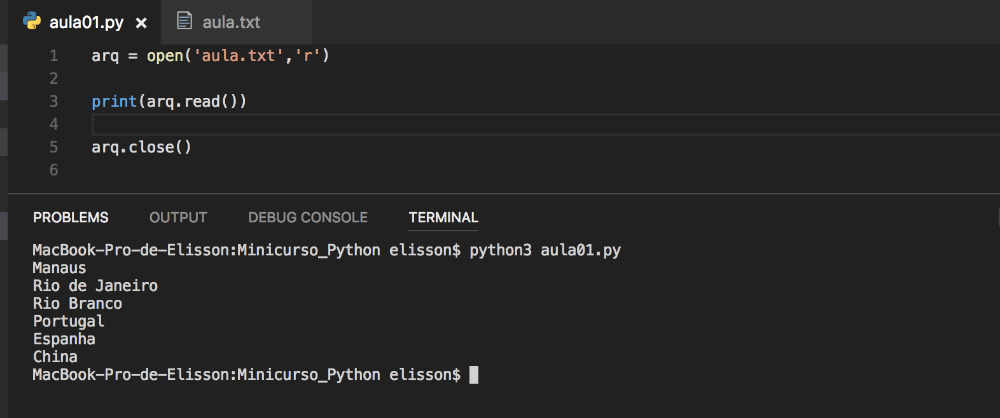 aula01.py × aula.txt
1 arq = open('aula.txt','r')
2
3 print(arq.read())
4
5 arq.close()
6
PROBLEMS OUTPUT DEBUG CONSOLE TERMINAL
MacBook-Pro-de-Elisson:Minicurso_Python elisson$ python3 aula01.py
Manaus
Rio de Janeiro
Rio Branco
Portugal
Espanha
China
MacBook-Pro-de-Elisson:Minicurso_Python elisson$